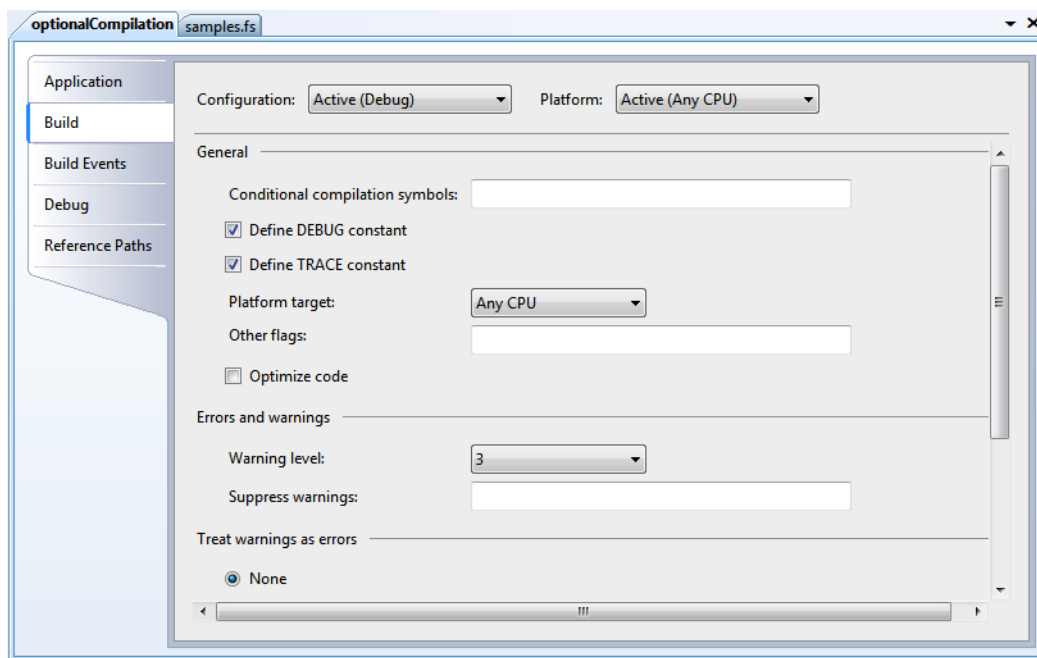 optionalCompilation samples.fs
Application
Build
Build Events
Debug
Reference Paths
Configuration: Active (Debug) Platform: Active (Any CPU)
General
Conditional compilation symbols:
Define DEBUG constant
Define TRACE constant
Platform target: Any CPU
Other flags:
Optimize code
Errors and warnings
Warning level: 3
Suppress warnings:
Treat warnings as errors
None